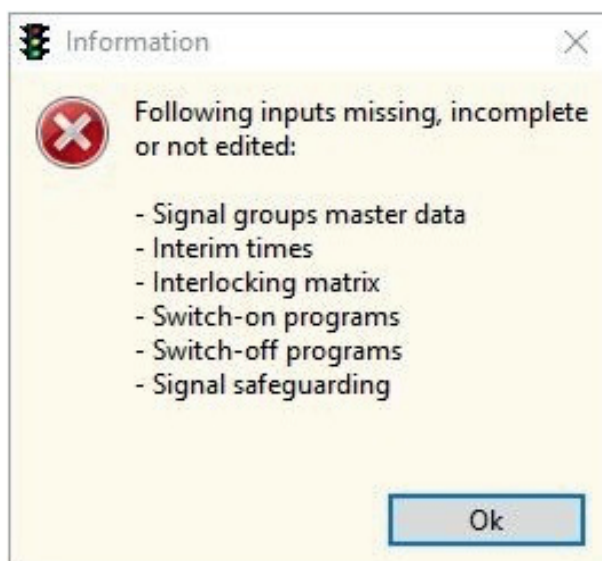 Information
Following inputs missing, incomplete
or not edited:
- Signal groups master data
- Interim times
- Interlocking matrix
- Switch-on programs
- Switch-off programs
- Signal safeguarding
Ok